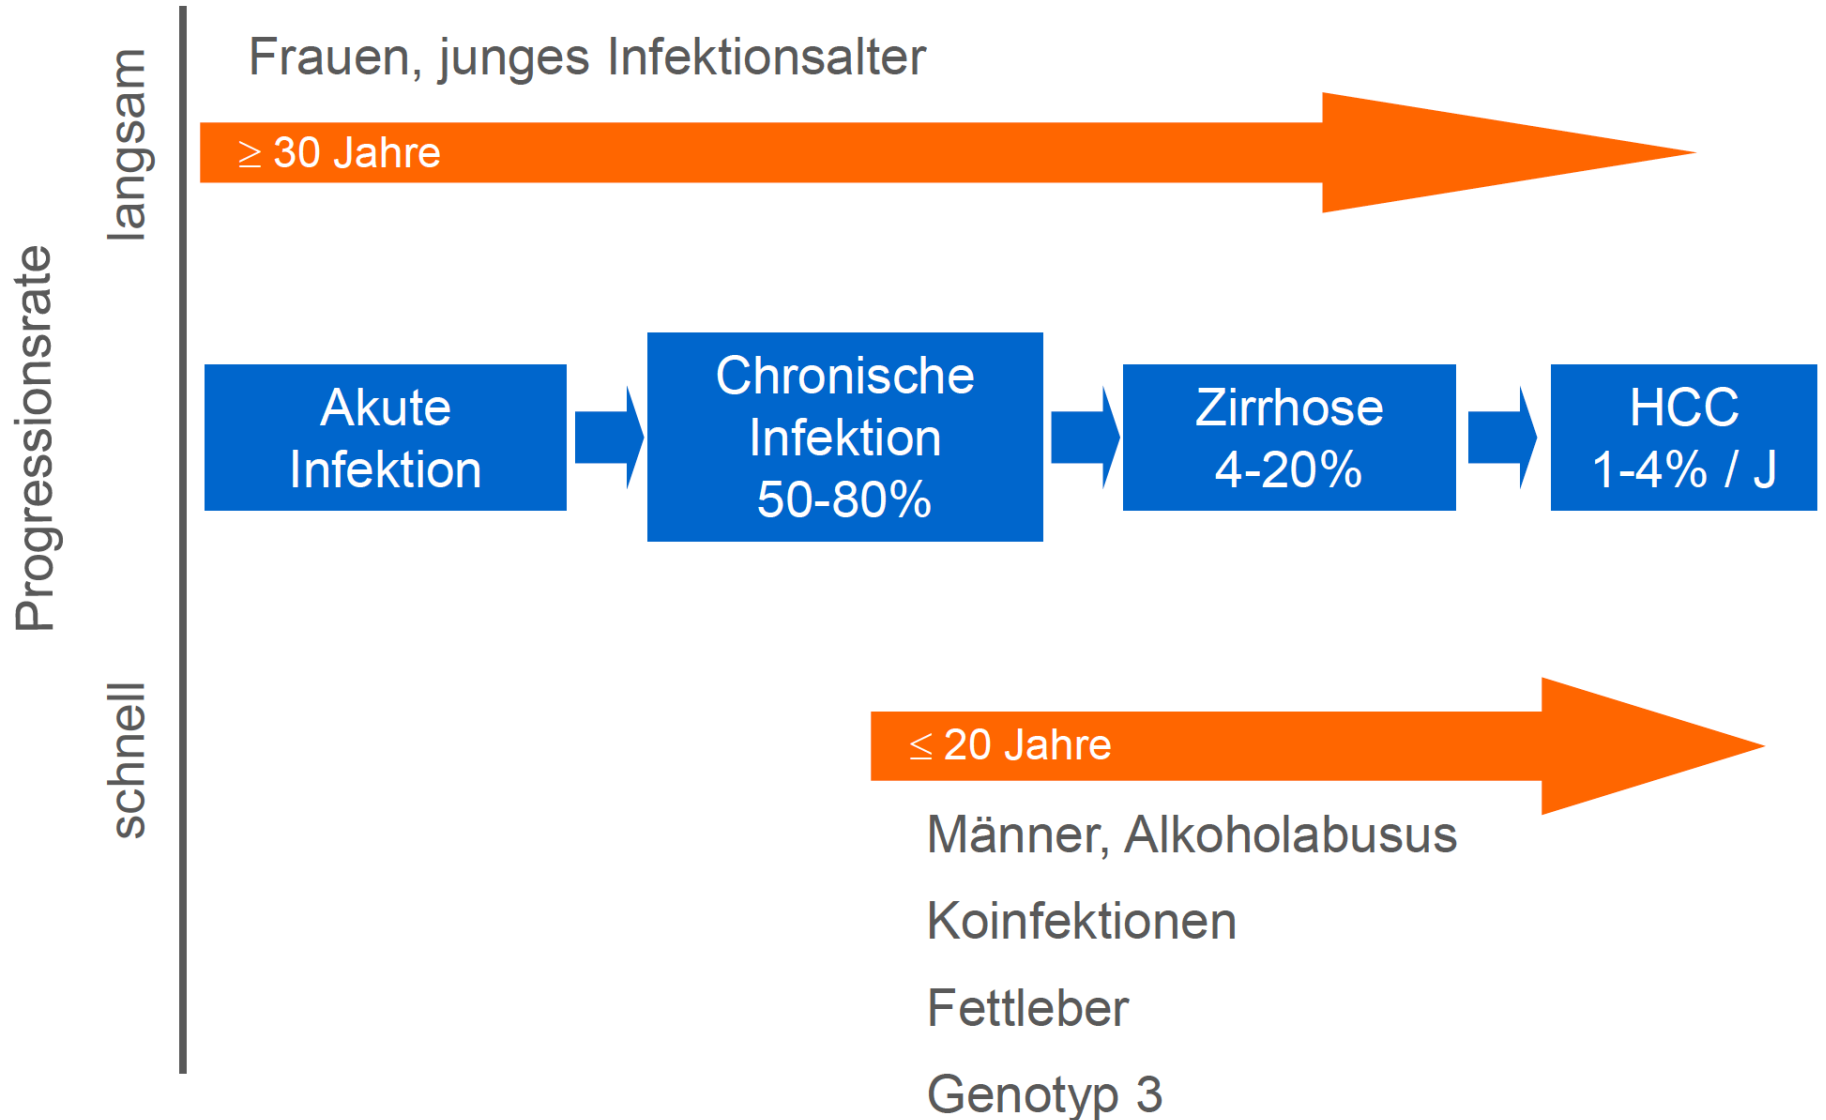 Progressionsrate
langsam
schnell
Frauen, junges Infektionsalter
≥ 30 Jahre
Akute
Infektion
Chronische
Infektion
50-80%
Zirrhose
4-20%
HCC
1-4% / J
≤ 20 Jahre
Männer, Alkoholabusus
Koinfektionen
Fettleber
Genotyp 3